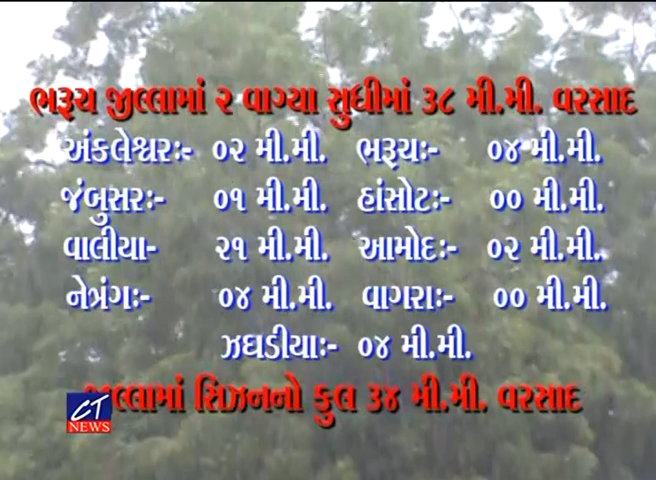 ભરૂચ જીલ્લામાં ૨ વાગ્યા સુધીમાં ૩૮ મી.મી. વરસાદ
અંકલેશ્વરઃ- ૦૨ મી.મી. ભરૂચઃ- ૦૪ મી.મી.
જંબુસરઃ- ૦૧ મી.મી. હાંસોટઃ- ૦૦ મી.મી.
વાલીયા- ૨૧ મી.મી. આમોદઃ- ૦૨ મી.મી.
નેત્રંગઃ- ૦૪ મી.મી. વાગરાઃ- ૦૦ મી.મી.
ઝઘડીયાઃ- ૦૪ મી.મી.
જીલ્લામાં સિઝનનો કુલ ૩૪ મી.મી. વરસાદ
CT
NEWS